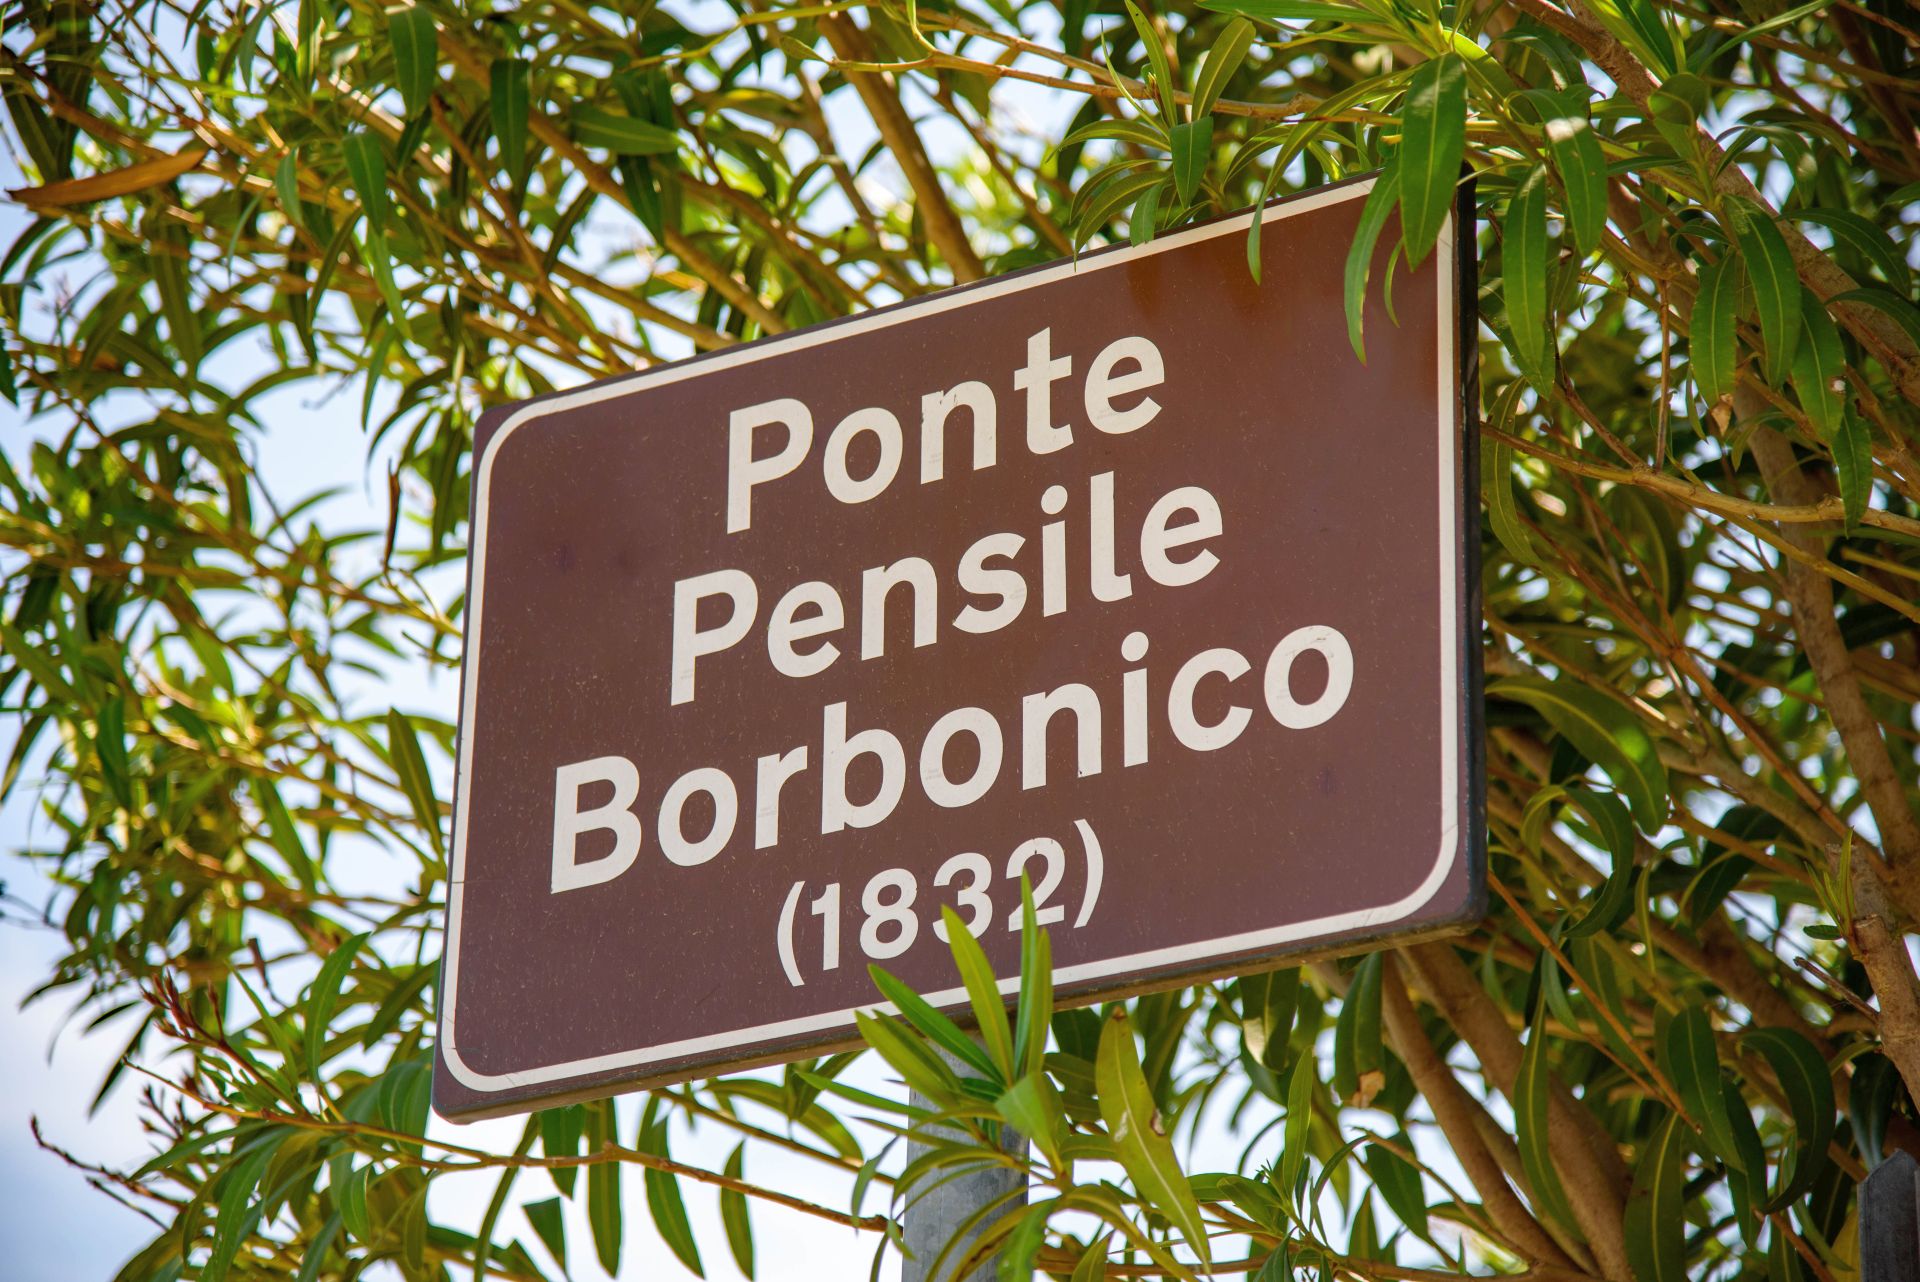 Ponte
Pensile
Borbonico
(1832)